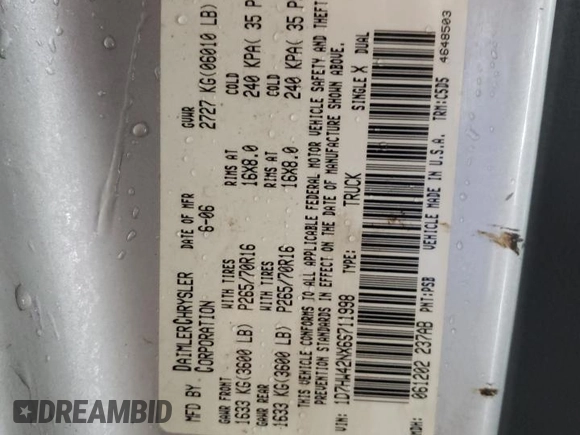 MFD BY DAIMLERCHRYSLER CORPORATION DATE OF MFR 6-06 GVWR 2727 KG(06010 LB)
GAWR FRONT WITH TIRES RIMS AT COLD
1633 KG(3600 LB) P265/70R16 16X8.0 240 KPA( 35 P
GAWR REAR WITH TIRES RIMS AT COLD
1633 KG(3600 LB) P265/70R16 16X8.0 240 KPA( 35 P
THIS VEHICLE CONFORMS TO ALL APPLICABLE FEDERAL MOTOR VEHICLE SAFETY AND THEFT
PREVENTION STANDARDS IN EFFECT ON THE DATE OF MANUFACTURE SHOWN ABOVE.
VIN: 1D7HW42NX6S711998 TYPE: TRUCK SINGLE X DUAL
MDH: 061202 237AB PNT:PSB VEHICLE MADE IN U.S.A. TRM:C5D5
4648503
DREAMBID